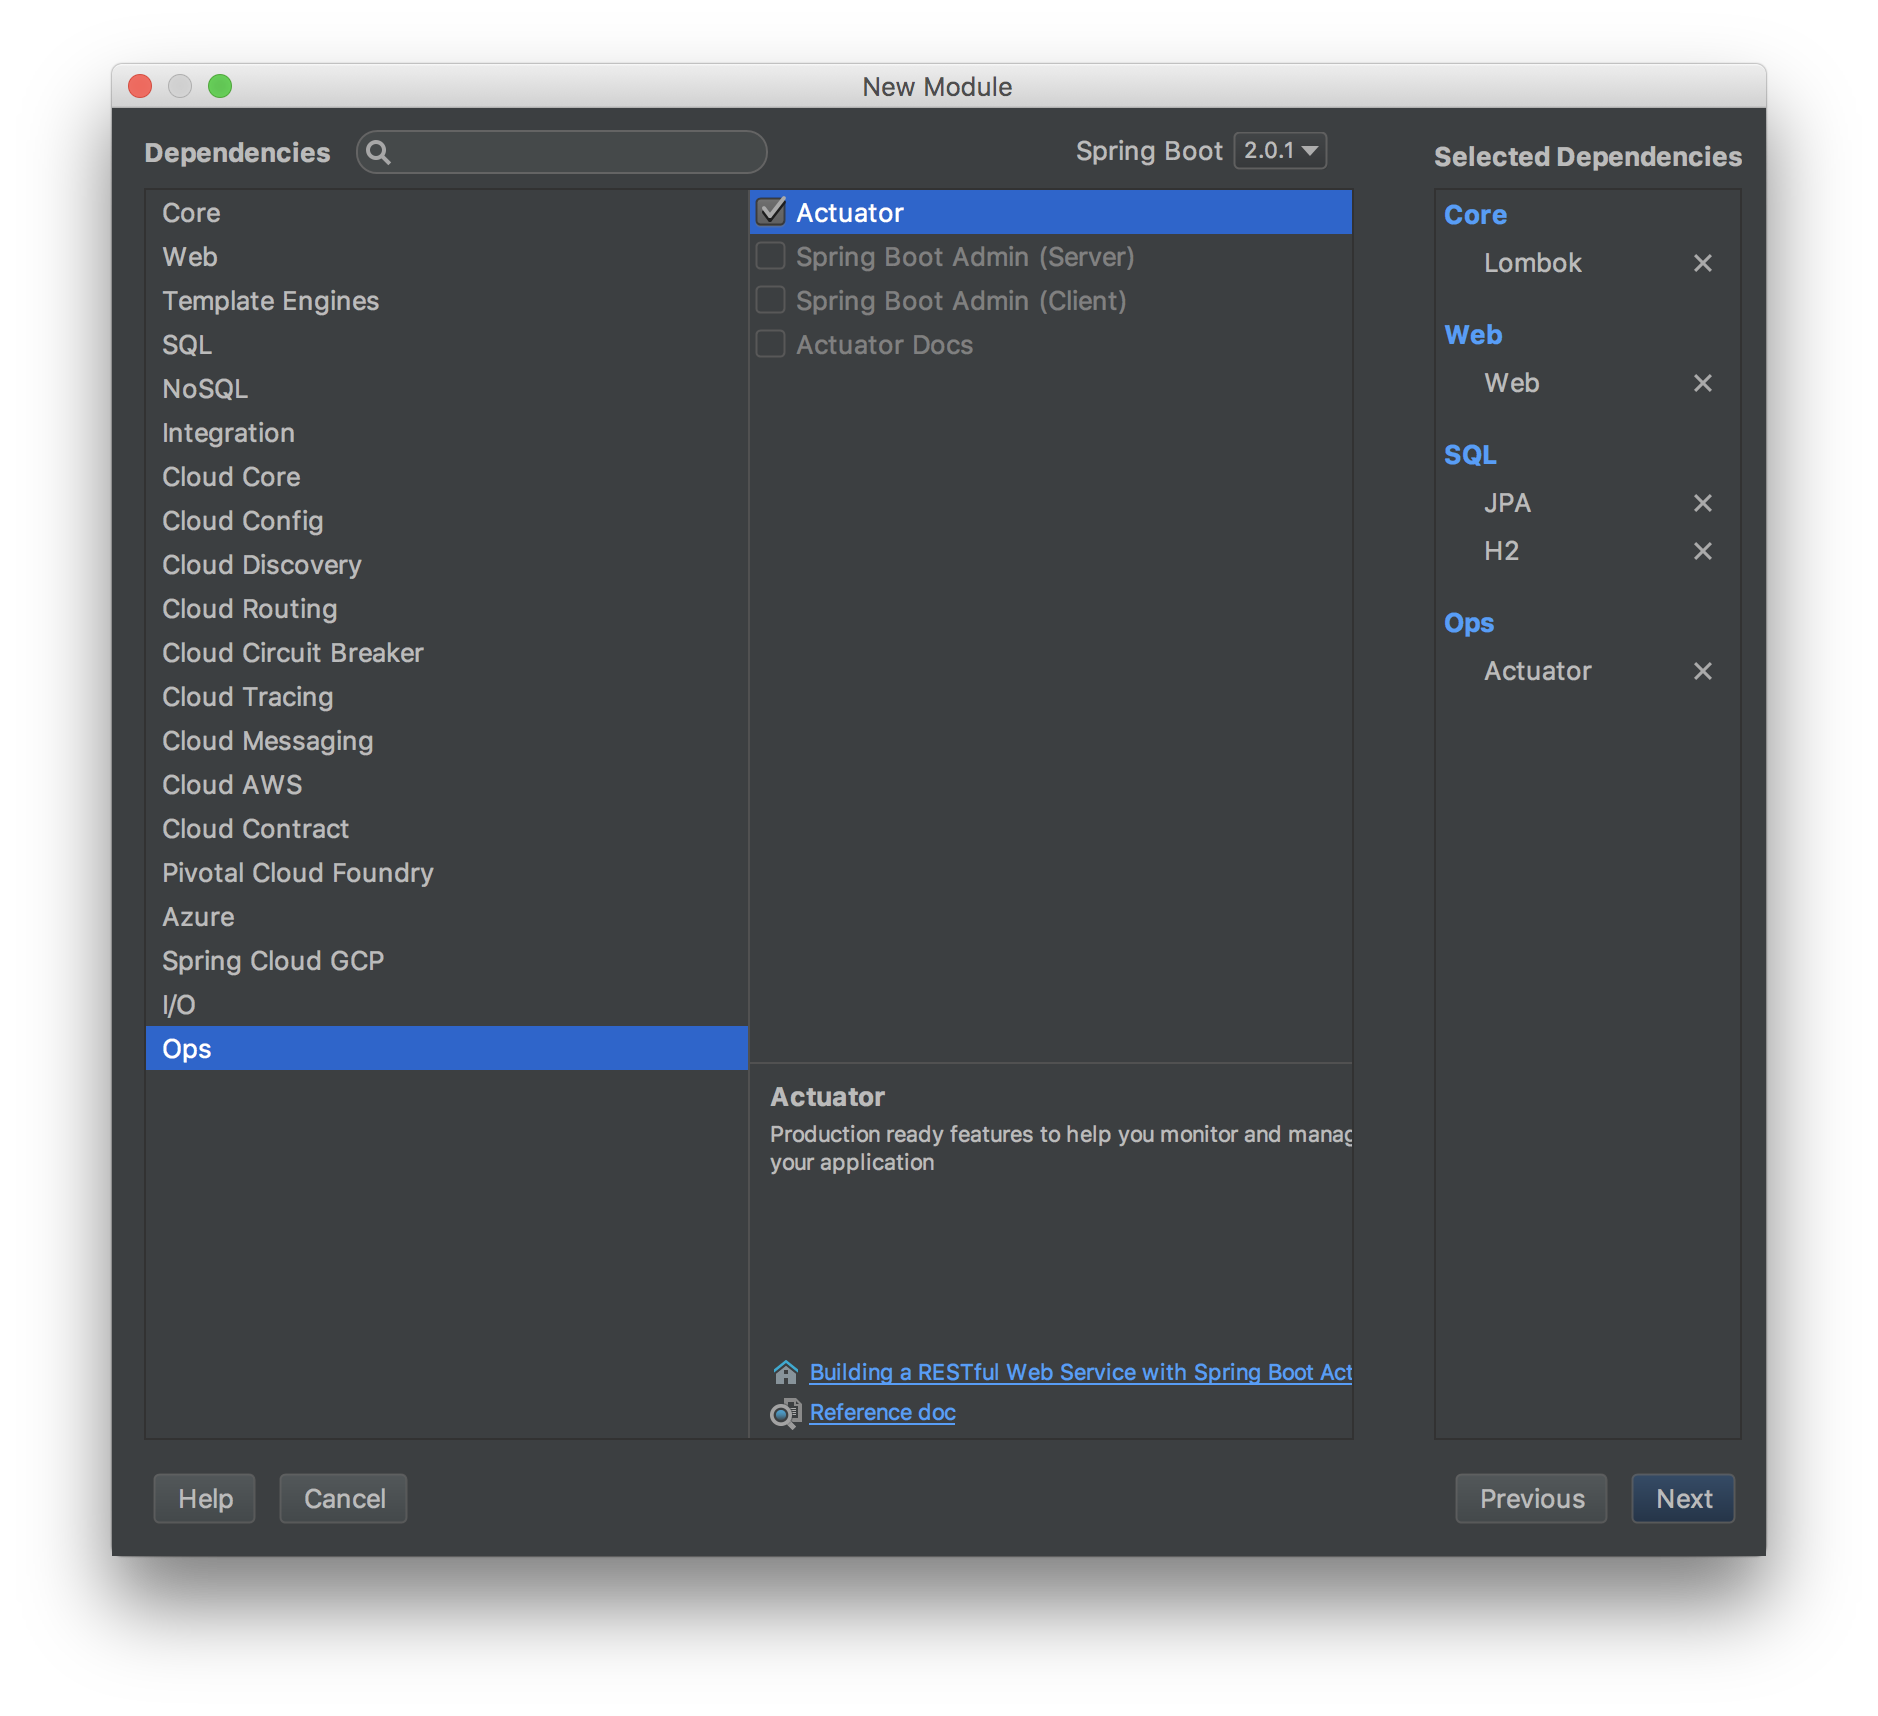 New Module
Dependencies
Spring Boot 2.0.1
Selected Dependencies
Core
Web
Template Engines
SQL
NoSQL
Integration
Cloud Core
Cloud Config
Cloud Discovery
Cloud Routing
Cloud Circuit Breaker
Cloud Tracing
Cloud Messaging
Cloud AWS
Cloud Contract
Pivotal Cloud Foundry
Azure
Spring Cloud GCP
I/O
Ops
Actuator
Spring Boot Admin (Server)
Spring Boot Admin (Client)
Actuator Docs
Actuator
Production ready features to help you monitor and manag
your application
Building a RESTful Web Service with Spring Boot Act
Reference doc
Core
Lombok
Web
Web
SQL
JPA
H2
Ops
Actuator
Help
Cancel
Previous
Next